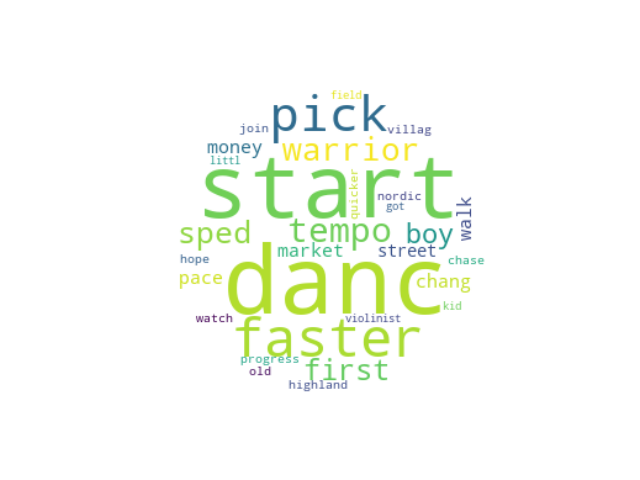 field
pick
join
villag
money
warrior
littl
start
quicker
nordic
got
walk
sped
tempo
boy
market
street
hope
chase
danc
pace
chang
kid
watch
violinist
faster
progress
first
old
highland